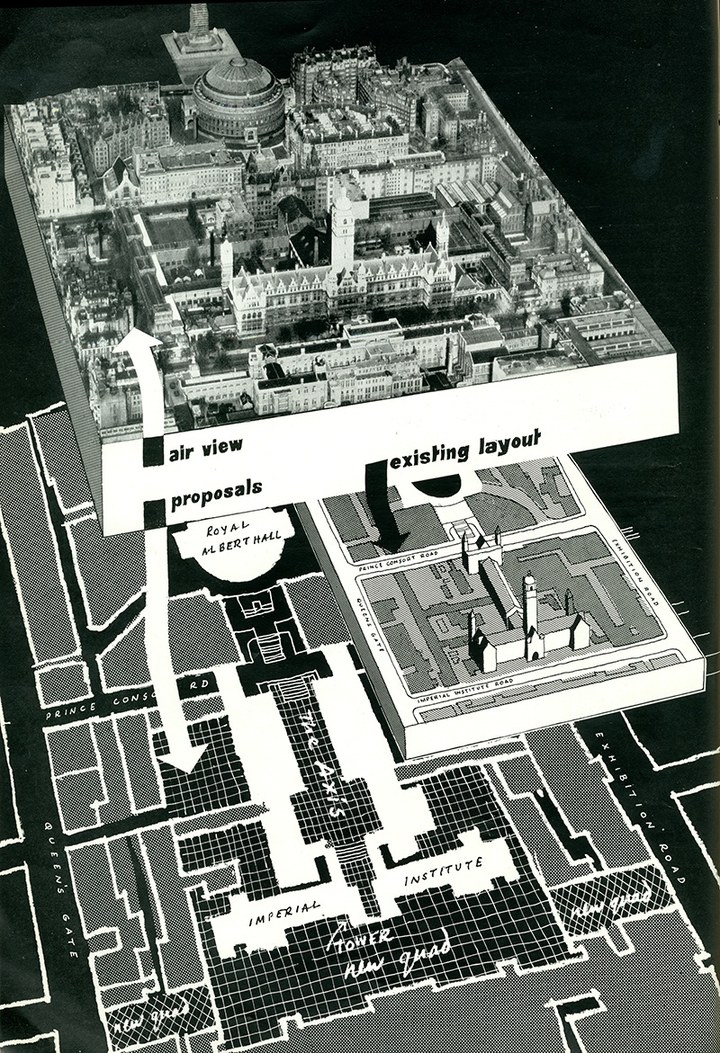 air view
proposals
existing layout
ROYAL
ALBERT HALL
PRINCE CONSORT ROAD
EXHIBITION ROAD
QUEENS GATE
IMPERIAL INSTITUTE ROAD
PRINCE CONSORT RD
THE AXIS
EXHIBITION ROAD
QUEEN'S GATE
IMPERIAL
INSTITUTE
TOWER
new quad
new quad
new quad